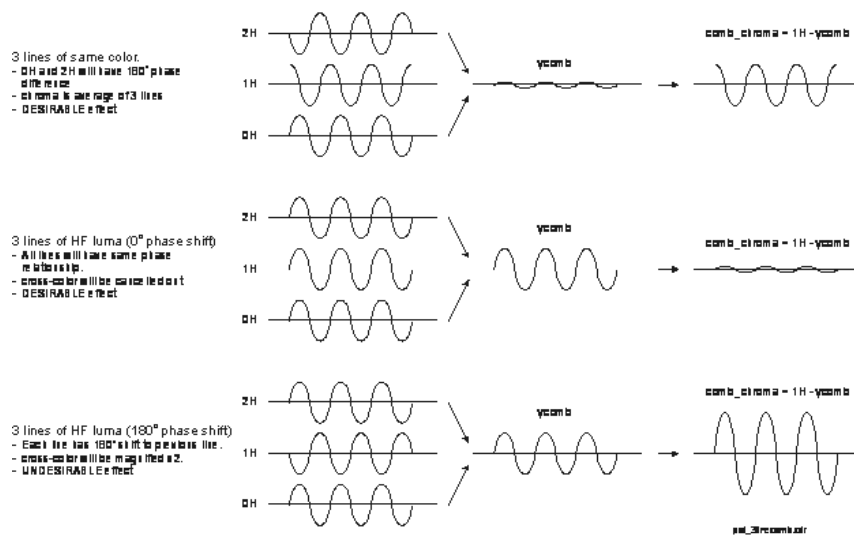 2H
3 lines of same color.
- 0H and 2H will have 180° phase
difference
- chroma is average of 3 lines
- DESIRABLE effect
1H
0H
ycomb
comb_chroma = 1H - ycomb
2H
3 lines of HF luma (0° phase shift)
- All lines will have same phase
relationship.
- cross-color will be cancelled out
- DESIRABLE effect
1H
0H
ycomb
comb_chroma = 1H - ycomb
2H
3 lines of HF luma (180° phase shift)
- Each line has 180° shift to previous line.
- cross-color will be magnified x2.
- UNDESIRABLE effect
1H
0H
ycomb
comb_chroma = 1H - ycomb